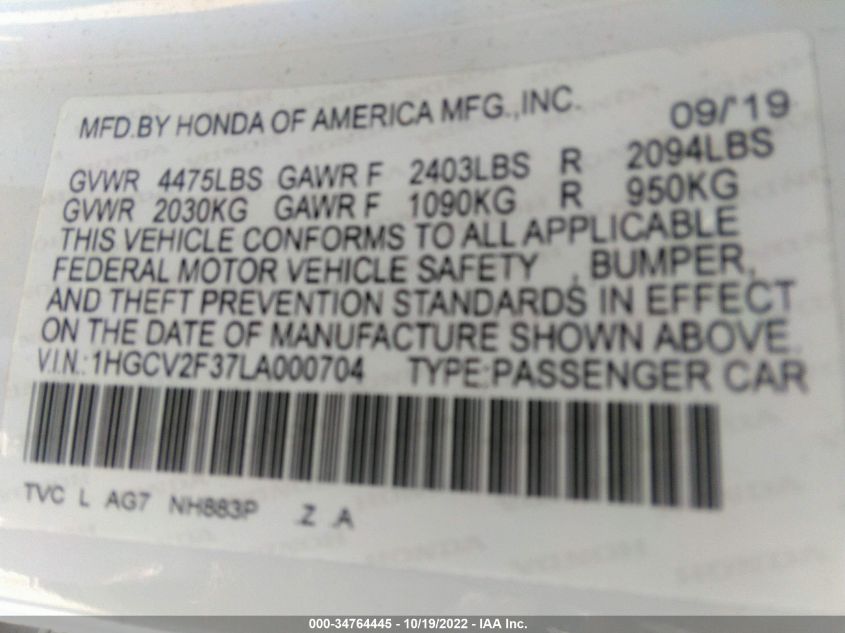 MFD.BY HONDA OF AMERICA MFG.,INC. 09/19
GVWR 4475LBS GAWR F 2403LBS R 2094LBS
GVWR 2030KG GAWR F 1090KG R 950KG
THIS VEHICLE CONFORMS TO ALL APPLICABLE
FEDERAL MOTOR VEHICLE SAFETY , BUMPER,
AND THEFT PREVENTION STANDARDS IN EFFECT
ON THE DATE OF MANUFACTURE SHOWN ABOVE.
V.I.N.:1HGCV2F37LA000704 TYPE:PASSENGER CAR
TVC L AG7 NH883P .Z .A
000-34764445 - 10/19/2022 - IAA Inc.